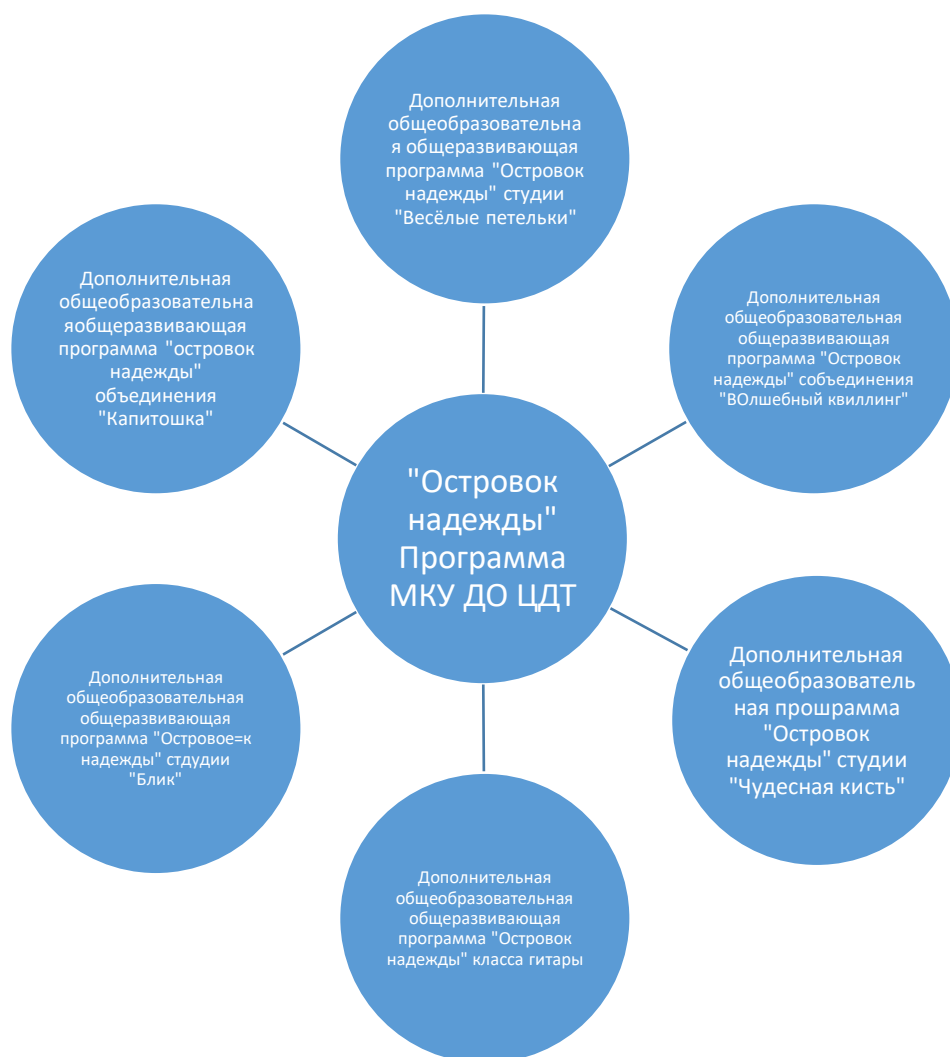 Дополнительная
общеобразовательна
я общеразвивающая
программа "Островок
надежды" студии
"Весёлые петельки"
Дополнительная
общеобразовательная
общеразвивающая
программа "Островок
надежды" собъединения
"ВОлшебный квиллинг"
Дополнительная
общеобразователь
ная прошрамма
"Островок
надежды" студии
"Чудесная кисть"
Дополнительная
общеобразовательная
общеразвивающая
программа "Островок
надежды" класса гитары
Дополнительная
общеобразовательная
общеразвивающая
программа "Островое=к
надежды" стдудии
"Блик"
Дополнительная
общеобразовательна
яобщеразвивающая
программа "островок
надежды"
объединения
"Капитошка"
"Островок
надежды"
Программа
МКУ ДО ЦДТ